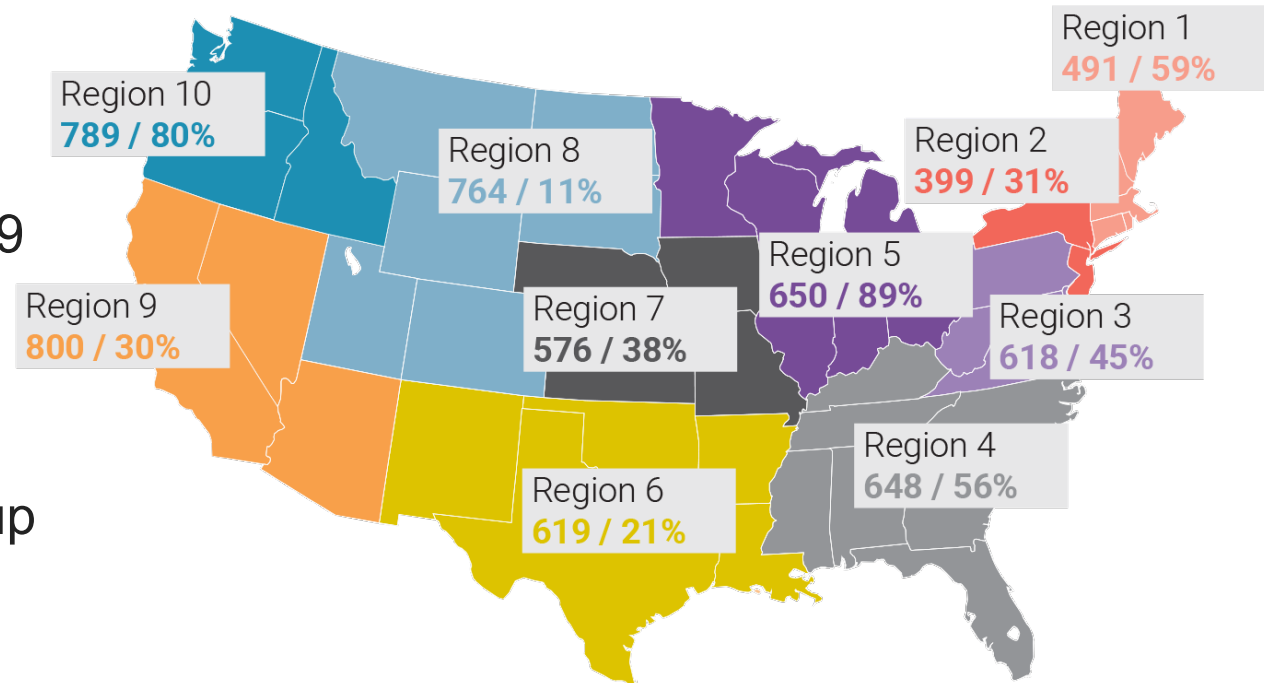 Region 1
491 / 59%
Region 10
789 / 80%
Region 2
399 / 31%
Region 8
764 / 11%
9
Region 5
650 / 89%
Region 9
800 / 30%
Region 7
576 / 38%
Region 3
618 / 45%
Region 4
648 / 56%
Region 6
619 / 21%
up